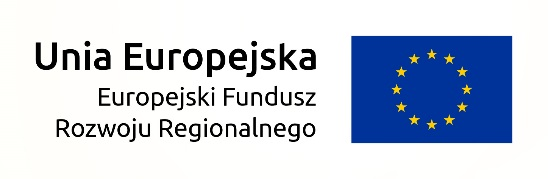 Unia Europejska
Europejski Fundusz
Rozwoju Regionalnego